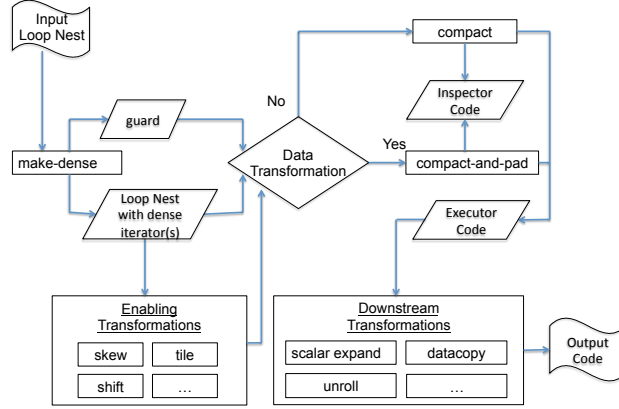 Input
Loop Nest
compact
No
Inspector
Code
guard
Yes
Data
Transformation
make-dense
compact-and-pad
Loop Nest
with dense
iterator(s)
Executor
Code
Enabling
Transformations
skew
tile
shift
...
Downstream
Transformations
scalar expand
datacopy
unroll
...
Output
Code